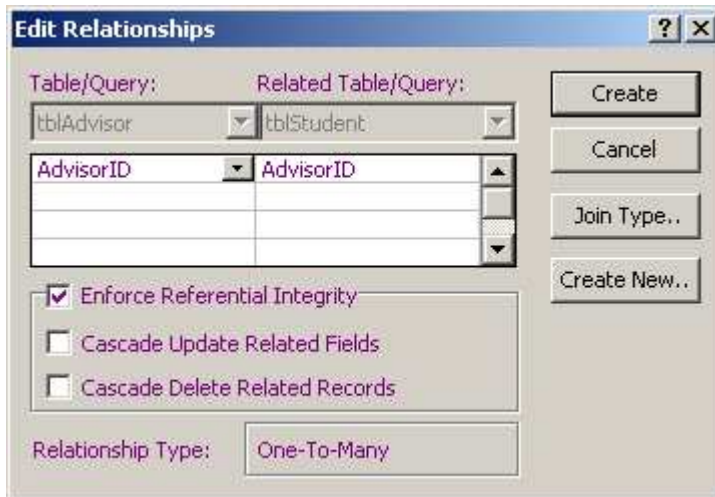 Edit Relationships
Table/Query: Related Table/Query:
tblAdvisor tblStudent
AdvisorID AdvisorID
Enforce Referential Integrity
Cascade Update Related Fields
Cascade Delete Related Records
Relationship Type: One-To-Many
Create
Cancel
Join Type..
Create New..